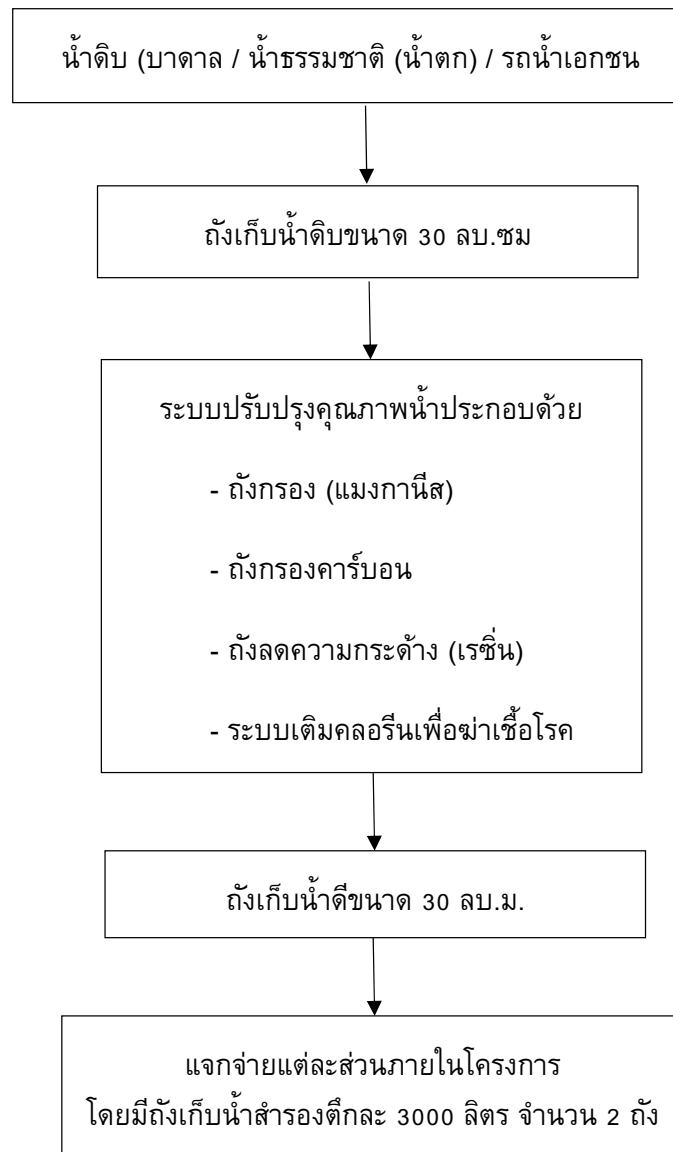 น้ำดิบ (บาดาล / น้ำธรรมชาติ (น้ำตก) / รถน้ำเอกชน
ถังเก็บน้ำดิบขนาด 30 ลบ.ซม
ระบบปรับปรุงคุณภาพน้ำประกอบด้วย
- ถังกรอง (แมงกานีส)
- ถังกรองคาร์บอน
- ถังลดความกระด้าง (เรซิ่น)
- ระบบเติมคลอรีนเพื่อฆ่าเชื้อโรค
ถังเก็บน้ำดีขนาด 30 ลบ.ม.
แจกจ่ายแต่ละส่วนภายในโครงการ
โดยมีถังเก็บน้ำสำรองตึกละ 3000 ลิตร จำนวน 2 ถัง